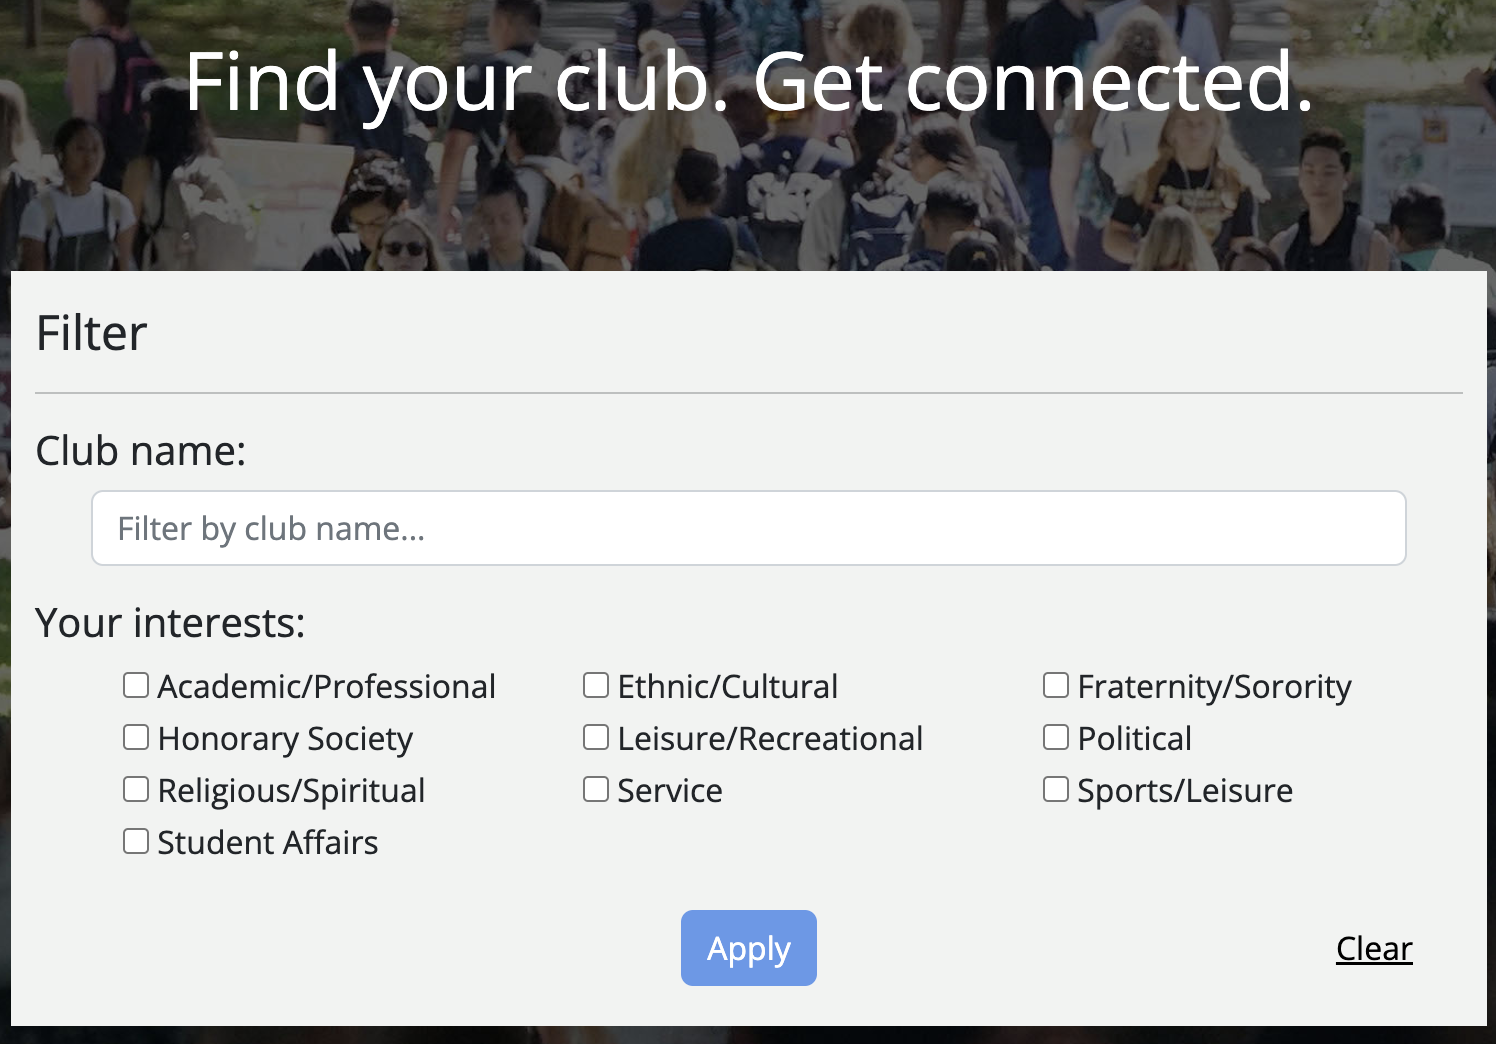 Find your club. Get connected.
Filter
Club name:
Filter by club name...
Your interests:
Academic/Professional Ethnic/Cultural Fraternity/Sorority
Honorary Society Leisure/Recreational Political
Religious/Spiritual Service Sports/Leisure
Student Affairs
Apply Clear